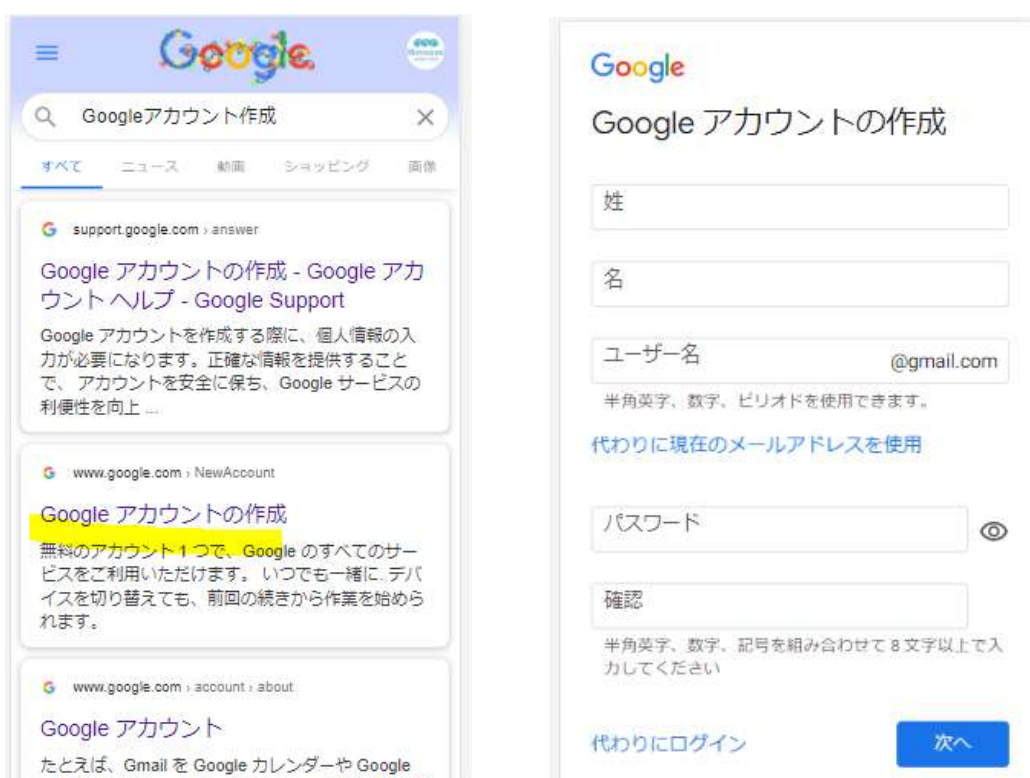 Google
Googleアカウント作成
すべて ニュース 動画 ショッピング 画像
support.google.com › answer
Google アカウントの作成 - Google アカ
ウント ヘルプ - Google Support
Google アカウントを作成する際に、個人情報の入
力が必要になります。正確な情報を提供すること
で、 アカウントを安全に保ち、Google サービスの
利便性を向上 ...
www.google.com › NewAccount
Google アカウントの作成
無料のアカウント 1 つで、Google のすべてのサー
ビスをご利用いただけます。 いつでも一緒に. デバ
イスを切り替えても、前回の続きから作業を始めら
れます。
www.google.com › account › about
Google アカウント
たとえば、Gmail を Google カレンダーや Google
Google
Google アカウントの作成
姓
名
ユーザー名 @gmail.com
半角英字、数字、ピリオドを使用できます。
代わりに現在のメールアドレスを使用
パスワード
確認
半角英字、数字、記号を組み合わせて 8 文字以上で入
力してください
代わりにログイン 次へ